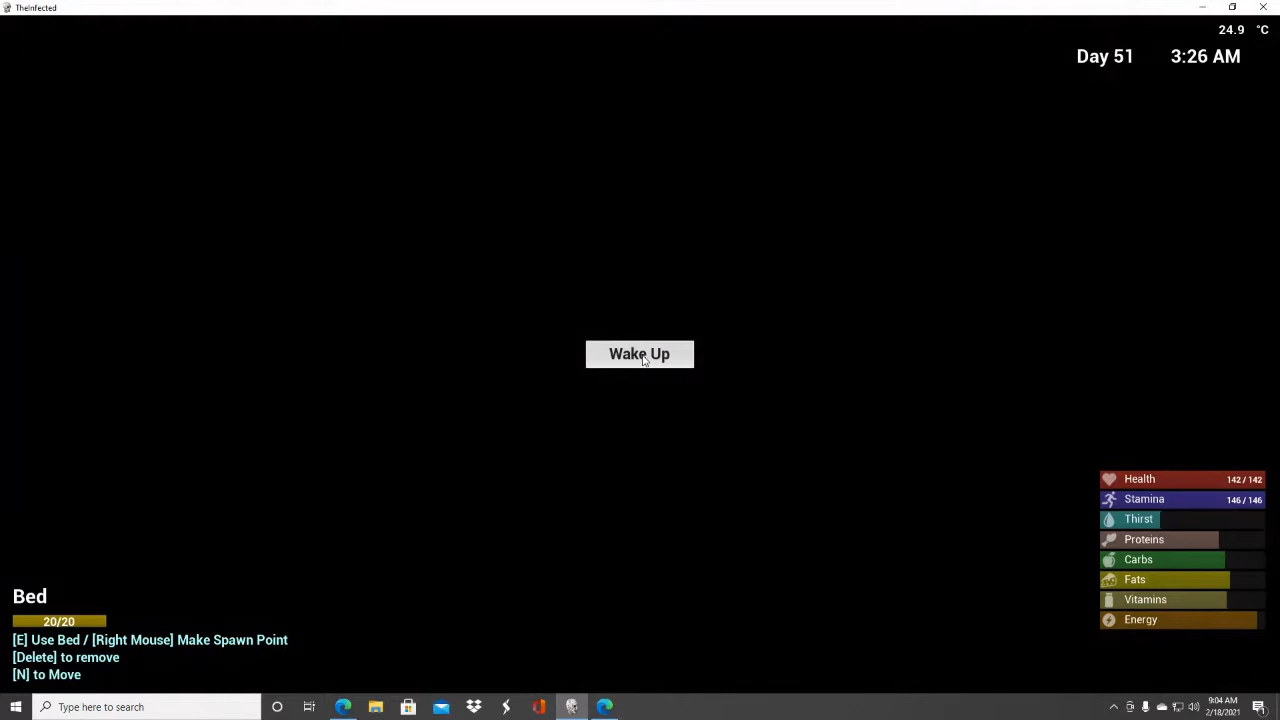 TheInfected
24.9 °C
Day 51 3:26 AM
Wake Up
Health 142 / 142
Stamina 146 / 146
Thirst
Proteins
Carbs
Fats
Vitamins
Energy
Bed
20/20
[E] Use Bed / [Right Mouse] Make Spawn Point
[Delete] to remove
[N] to Move
Type here to search
9:04 AM
2/18/2021